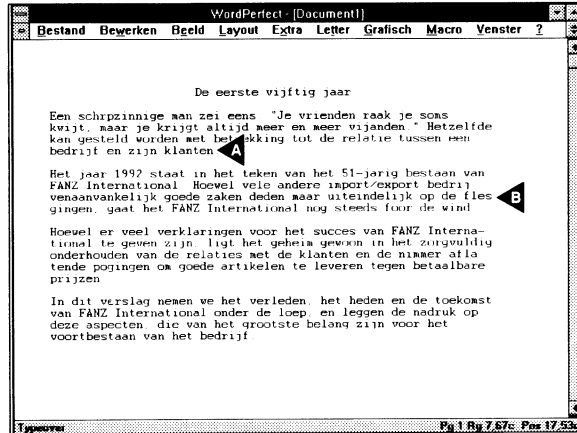 WordPerfect - [Document1]
Bestand Bewerken Beeld Layout Extra Letter Grafisch Macro Venster ?
De eerste vijftig jaar
Een schrpzinnige man zei eens "Je vrienden raak je soms
kwijt, maar je krijgt altijd meer en meer vijanden." Hetzelfde
kan gesteld worden met betrekking tot de relatie tussen een
bedrijf en zijn klanten A
Het jaar 1992 staat in het teken van het 51-jarig bestaan van
FANZ International Hoewel vele andere import/export bedrij
venaanvankelijk goede zaken deden maar uiteindelijk op de fles B
gingen, gaat het FANZ International nog steeds foor de wind
Hoewel er veel verklaringen voor het succes van FANZ Interna-
tional te geven zijn, ligt het geheim gewoon in het zorgvuldig
onderhouden van de relaties met de klanten en de nimmer afla
tende pogingen om goede artikelen te leveren tegen betaalbare
prijzen
In dit verslag nemen we het verleden, het heden en de toekomst
van FANZ International onder de loep, en leggen de nadruk op
deze aspecten, die van het grootste belang zijn voor het
voortbestaan van het bedrijf.
Typeover Pg 1 Rg 7,67c Pos 17,53c